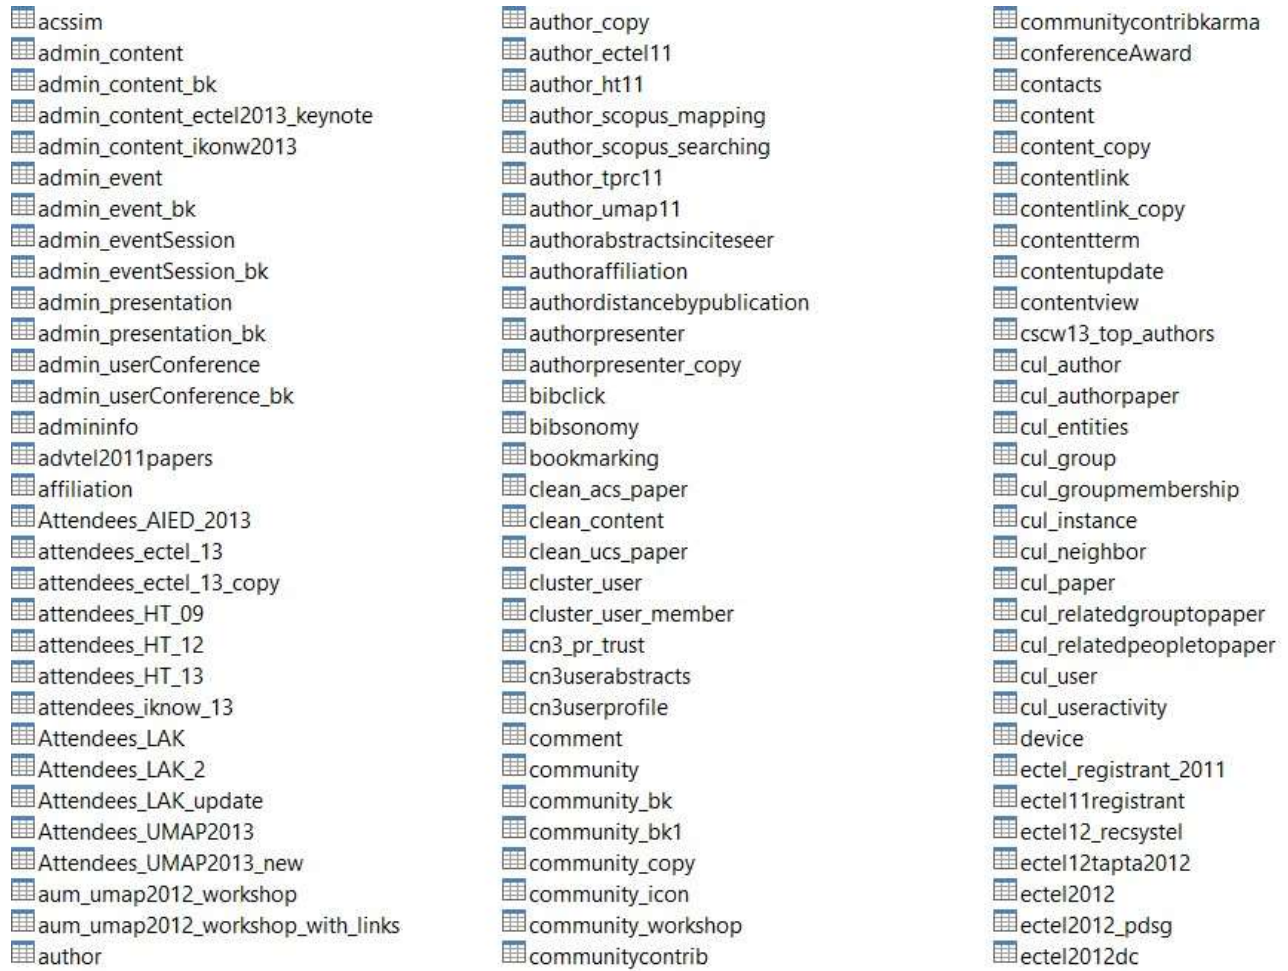 acssim
admin_content
admin_content_bk
admin_content_ectel2013_keynote
admin_content_ikonw2013
admin_event
admin_event_bk
admin_eventSession
admin_eventSession_bk
admin_presentation
admin_presentation_bk
admin_userConference
admin_userConference_bk
admininfo
advtel2011papers
affiliation
Attendees_AIED_2013
attendees_ectel_13
attendees_ectel_13_copy
attendees_HT_09
attendees_HT_12
attendees_HT_13
attendees_iknow_13
Attendees_LAK
Attendees_LAK_2
Attendees_LAK_update
Attendees_UMAP2013
Attendees_UMAP2013_new
aum_umap2012_workshop
aum_umap2012_workshop_with_links
author
author_copy
author_ectel11
author_ht11
author_scopus_mapping
author_scopus_searching
author_tprc11
author_umap11
authorabstractsinciteseer
authoraffiliation
authordistancebypublication
authorpresenter
authorpresenter_copy
bibclick
bibsonomy
bookmarking
clean_acs_paper
clean_content
clean_ucs_paper
cluster_user
cluster_user_member
cn3_pr_trust
cn3userabstracts
cn3userprofile
comment
community
community_bk
community_bk1
community_copy
community_icon
community_workshop
communitycontrib
communitycontribkarma
conferenceAward
contacts
content
content_copy
contentlink
contentlink_copy
contentterm
contentupdate
contentview
cscw13_top_authors
cul_author
cul_authorpaper
cul_entities
cul_group
cul_groupmembership
cul_instance
cul_neighbor
cul_paper
cul_relatedgrouptopaper
cul_relatedpeopletopaper
cul_user
cul_useractivity
device
ectel_registrant_2011
ectel11registrant
ectel12_recsystel
ectel12tapta2012
ectel2012
ectel2012_pdsg
ectel2012dc